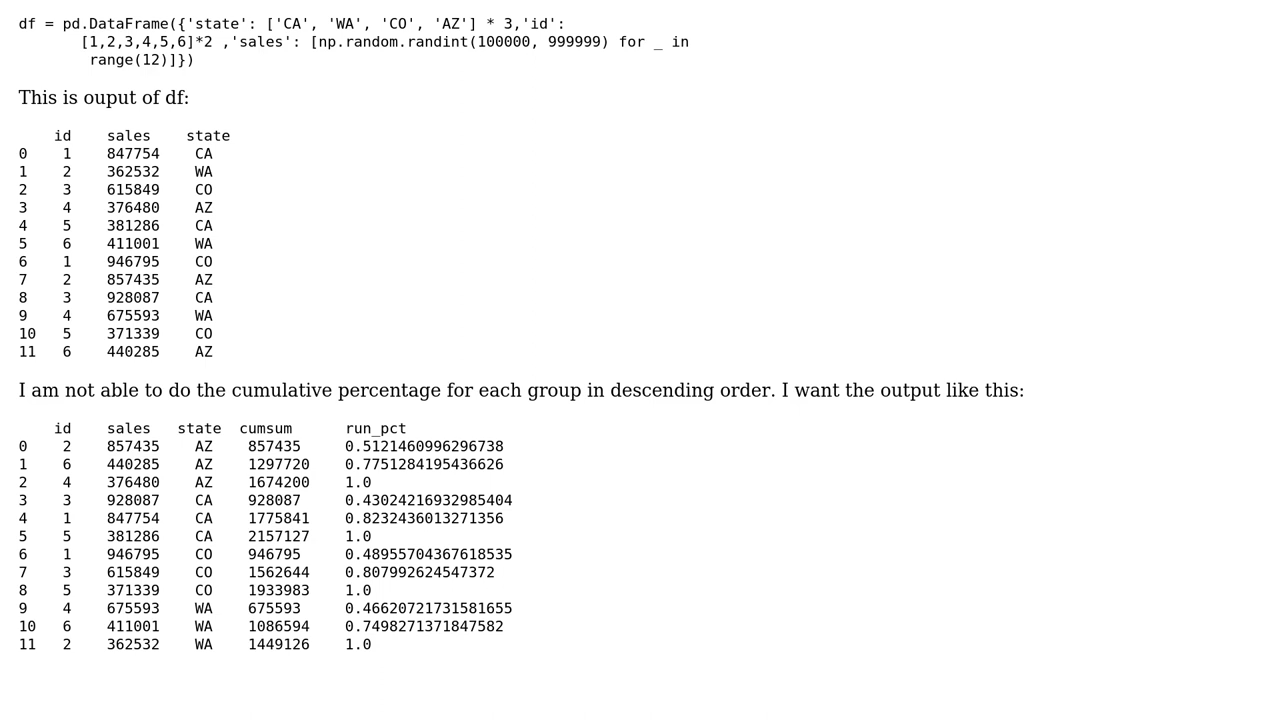 df = pd.DataFrame({'state': ['CA', 'WA', 'CO', 'AZ'] * 3,'id':
       [1,2,3,4,5,6]*2 ,'sales': [np.random.randint(100000, 999999) for _ in
        range(12)]})
This is ouput of df:
    id    sales    state
0    1    847754    CA
1    2    362532    WA
2    3    615849    CO
3    4    376480    AZ
4    5    381286    CA
5    6    411001    WA
6    1    946795    CO
7    2    857435    AZ
8    3    928087    CA
9    4    675593    WA
10   5    371339    CO
11   6    440285    AZ
I am not able to do the cumulative percentage for each group in descending order. I want the output like this:
    id    sales   state  cumsum      run_pct
0    2    857435    AZ    857435     0.5121460996296738
1    6    440285    AZ    1297720    0.7751284195436626
2    4    376480    AZ    1674200    1.0
3    3    928087    CA    928087     0.43024216932985404
4    1    847754    CA    1775841    0.8232436013271356
5    5    381286    CA    2157127    1.0
6    1    946795    CO    946795     0.48955704367618535
7    3    615849    CO    1562644    0.807992624547372
8    5    371339    CO    1933983    1.0
9    4    675593    WA    675593     0.46620721731581655
10   6    411001    WA    1086594    0.7498271371847582
11   2    362532    WA    1449126    1.0